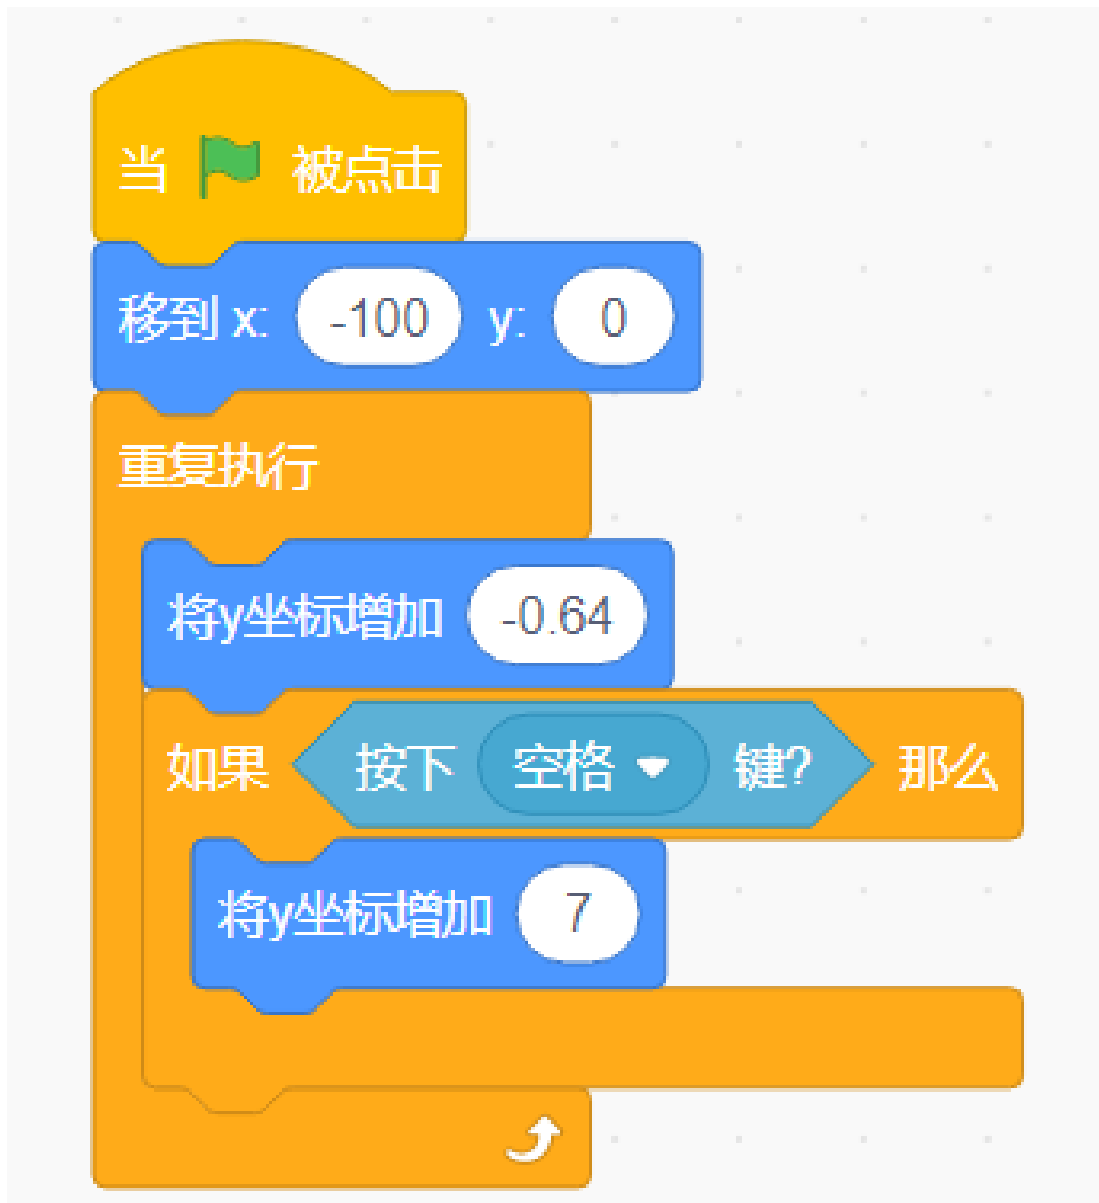 当 被点击
移到 x: -100 y: 0
重复执行
将y坐标增加 -0.64
如果 按下 空格 键? 那么
将y坐标增加 7